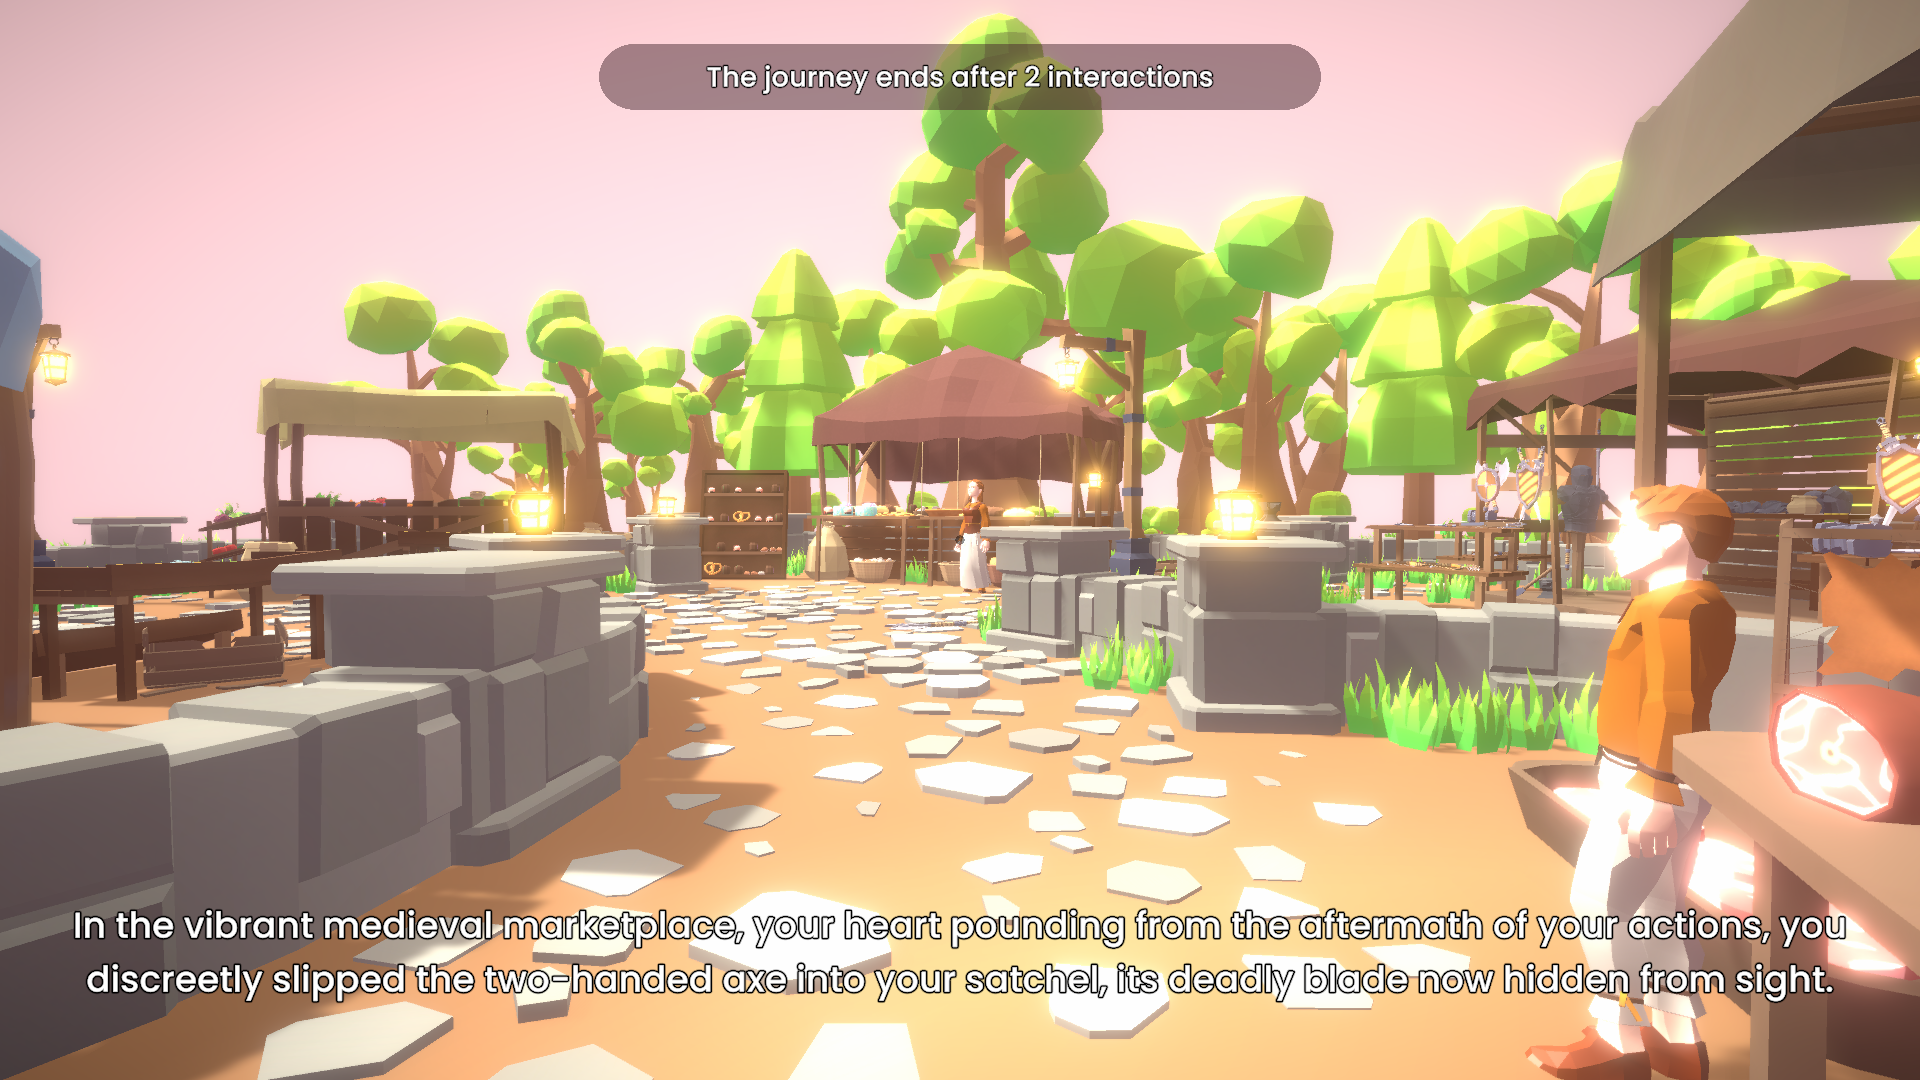 The journey ends after 2 interactions
In the vibrant medieval marketplace, your heart pounding from the aftermath of your actions, you
discreetly slipped the two-handed axe into your satchel, its deadly blade now hidden from sight.